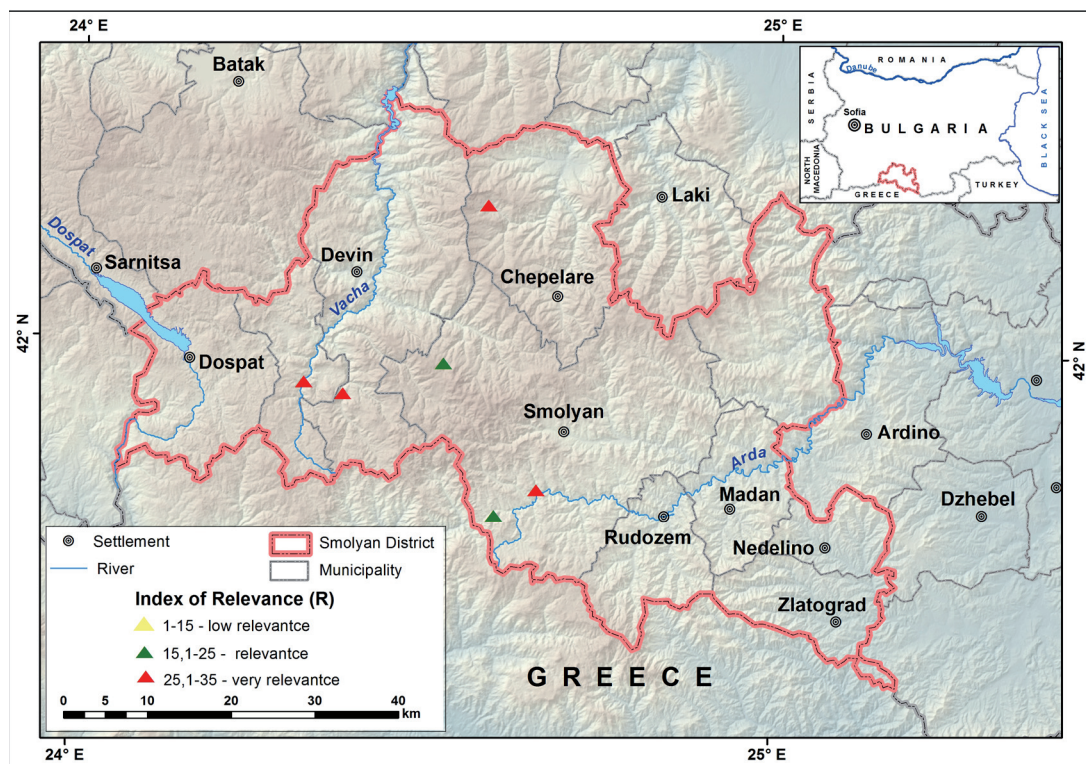 24° E
25° E
Batak
Laki
Dospat
Sarnitsa
Devin
Vacha
Chepelare
Dospat
42° N
42° N
Smolyan
Ardino
Arda
Madan
Dzhebel
Rudozem
Nedelino
Zlatograd
GREECE
ROMANIA
Danube
SERBIA
Sofia
BULGARIA
BLACK SEA
NORTH
MACEDONIA
GREECE
TURKEY
Settlement
Smolyan District
River
Municipality
Index of Relevance (R)
1-15 - low relevantce
15,1-25 - relevantce
25,1-35 - very relevantce
0 10 20 30 40
km
24° E
25° E